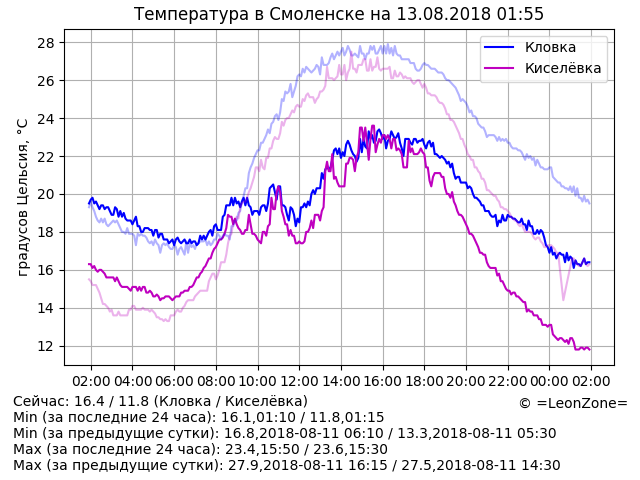 Температура в Смоленске на 13.08.2018 01:55
Кловка
Киселёвка
градусов Цельсия, °C
28
26
24
22
20
18
16
14
12
02:00 04:00 06:00 08:00 10:00 12:00 14:00 16:00 18:00 20:00 22:00 00:00 02:00
Сейчас: 16.4 / 11.8 (Кловка / Киселёвка)
© =LeonZone=
Min (за последние 24 часа): 16.1,01:10 / 11.8,01:15
Min (за предыдущие сутки): 16.8,2018-08-11 06:10 / 13.3,2018-08-11 05:30
Max (за последние 24 часа): 23.4,15:50 / 23.6,15:30
Max (за предыдущие сутки): 27.9,2018-08-11 16:15 / 27.5,2018-08-11 14:30